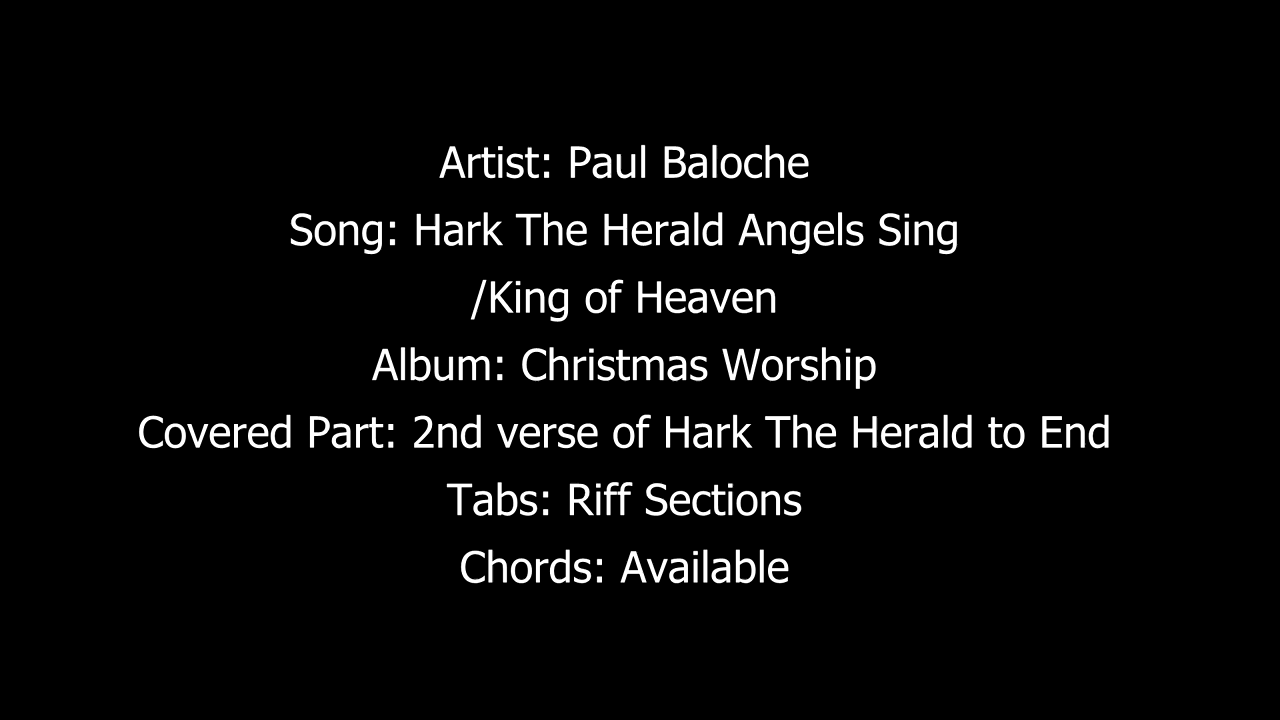 Artist: Paul Baloche
Song: Hark The Herald Angels Sing
/King of Heaven
Album: Christmas Worship
Covered Part: 2nd verse of Hark The Herald to End
Tabs: Riff Sections
Chords: Available